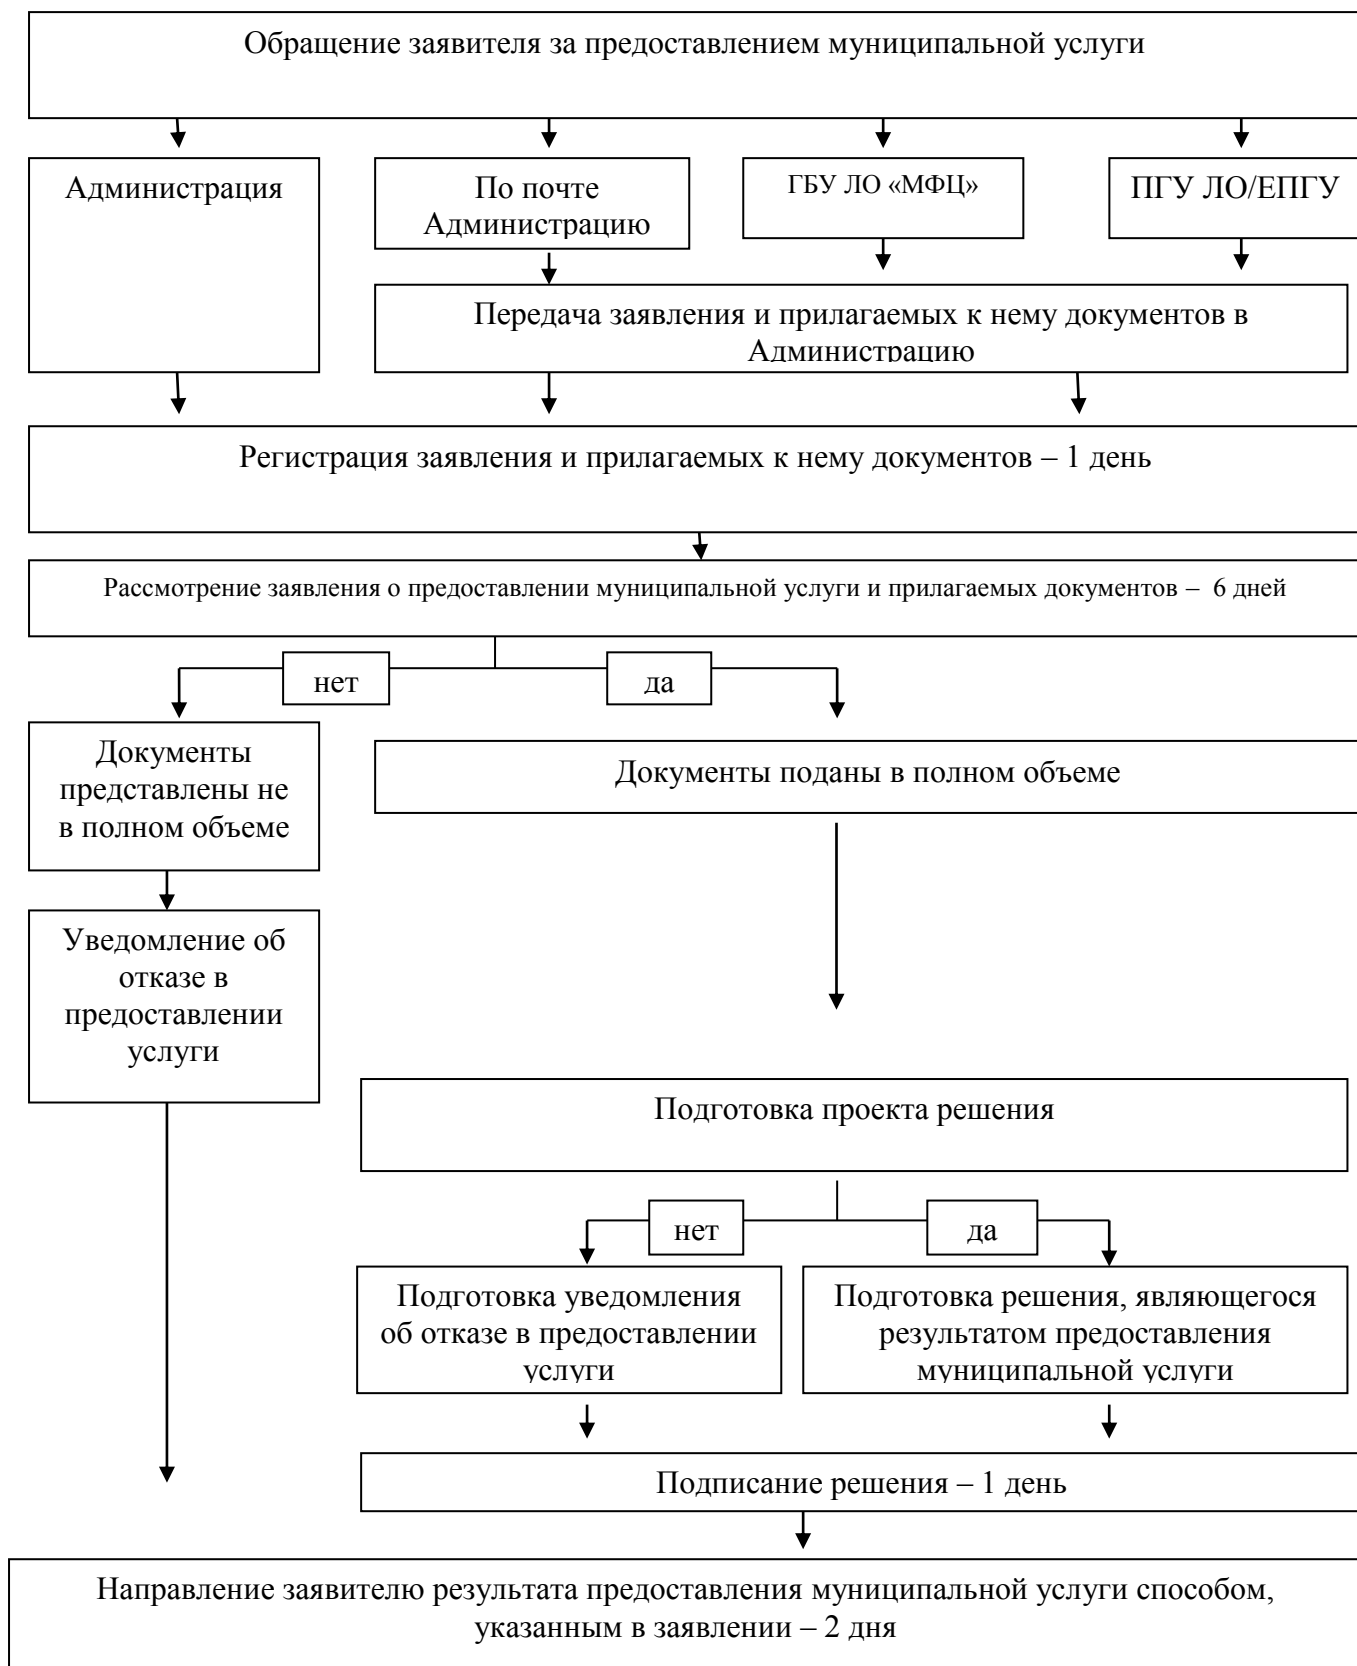 Обращение заявителя за предоставлением муниципальной услуги
Администрация
По почте
Администрацию
ГБУ ЛО «МФЦ»
ПГУ ЛО/ЕПГУ
Передача заявления и прилагаемых к нему документов в
Администрацию
Регистрация заявления и прилагаемых к нему документов – 1 день
Рассмотрение заявления о предоставлении муниципальной услуги и прилагаемых документов – 6 дней
нет
да
Документы
представлены не
в полном объеме
Документы поданы в полном объеме
Уведомление об
отказе в
предоставлении
услуги
Подготовка проекта решения
нет
да
Подготовка уведомления
об отказе в предоставлении
услуги
Подготовка решения, являющегося
результатом предоставления
муниципальной услуги
Подписание решения – 1 день
Направление заявителю результата предоставления муниципальной услуги способом,
указанным в заявлении – 2 дня